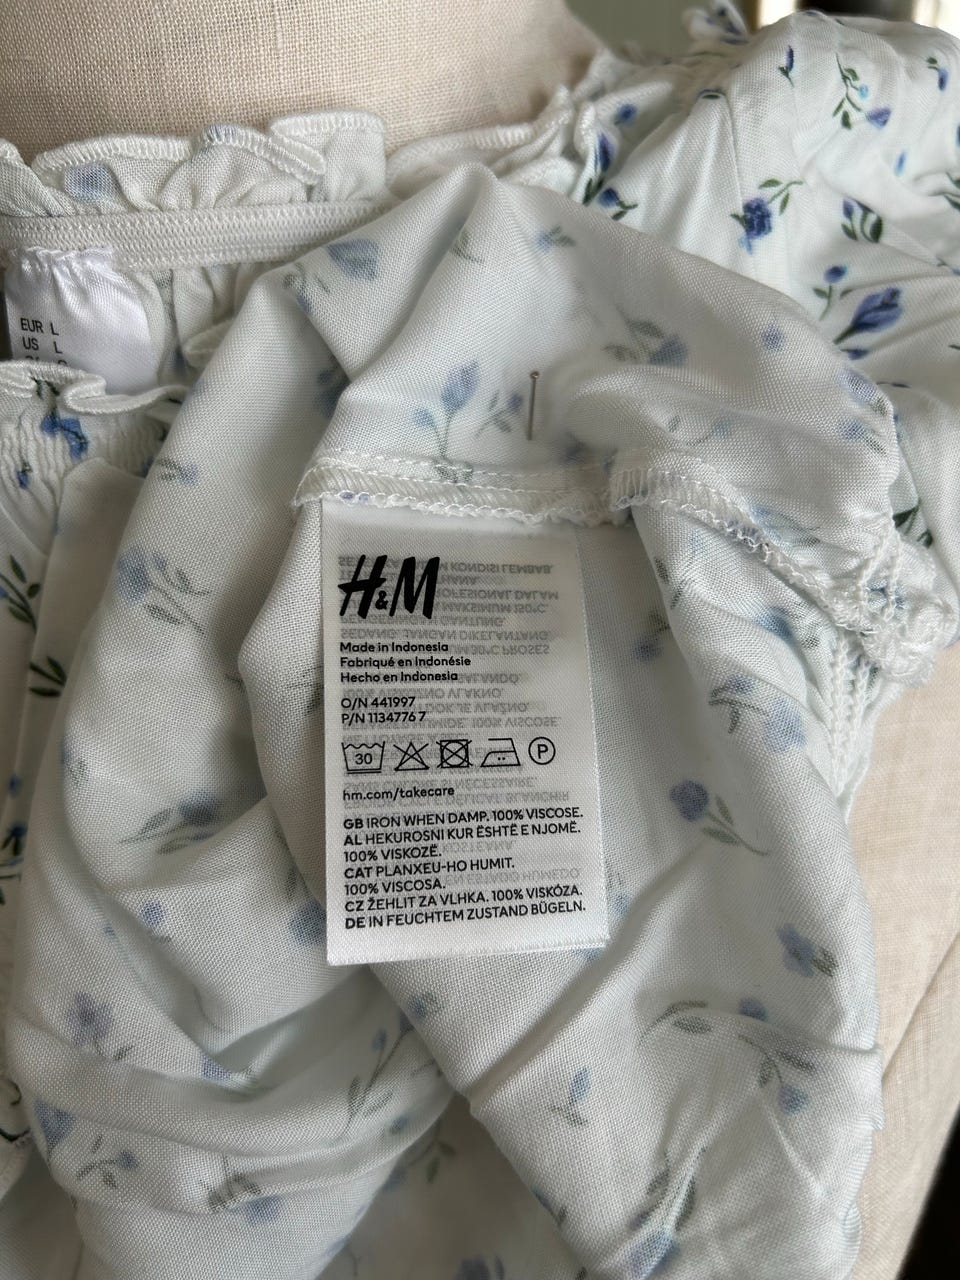 EUR L
US L
H&M
Made in Indonesia
Fabriqué en Indonésie
Hecho en Indonesia
O/N 441997
P/N 1134776 7
30
P
hm.com/takecare
GB IRON WHEN DAMP. 100% VISCOSE.
AL HEKUROSNI KUR ËSHTË E NJOMË.
100% VISKOZË.
CAT PLANXEU-HO HUMIT.
100% VISCOSA.
CZ ŽEHLIT ZA VLHKA. 100% VISKÓZA.
DE IN FEUCHTEM ZUSTAND BÜGELN.